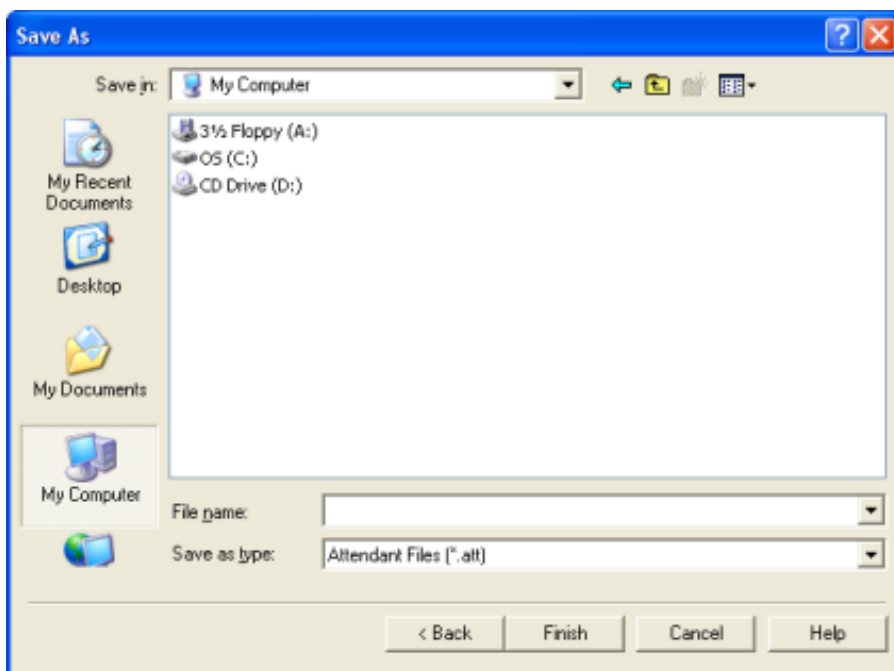 Save As
Save in:
My Computer
3½ Floppy (A:)
OS (C:)
CD Drive (D:)
My Recent
Documents
Desktop
My Documents
My Computer
File name:
Save as type:
Attendant Files (*.att)
< Back
Finish
Cancel
Help